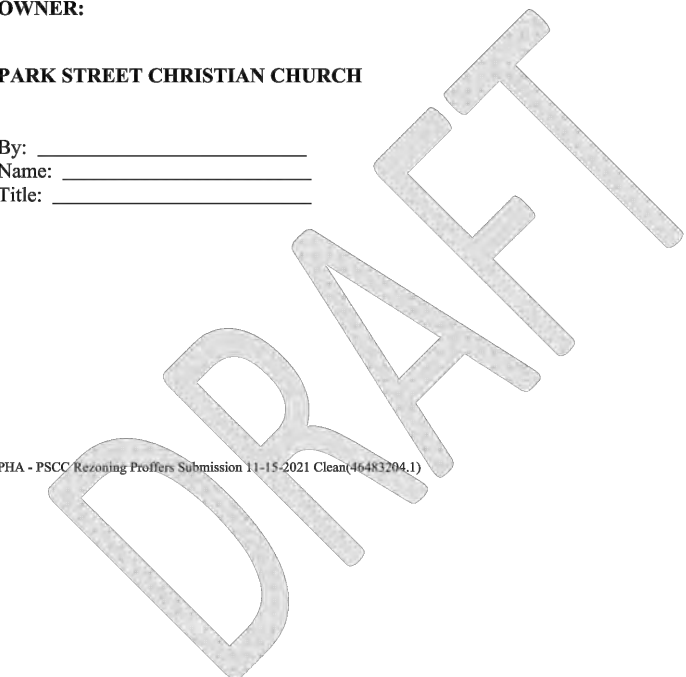 OWNER:
PARK STREET CHRISTIAN CHURCH
By: ____________________________
Name: __________________________
Title: ___________________________
PHA - PSCC Rezoning Proffers Submission 11-15-2021 Clean(46483204.1)
DRAFT